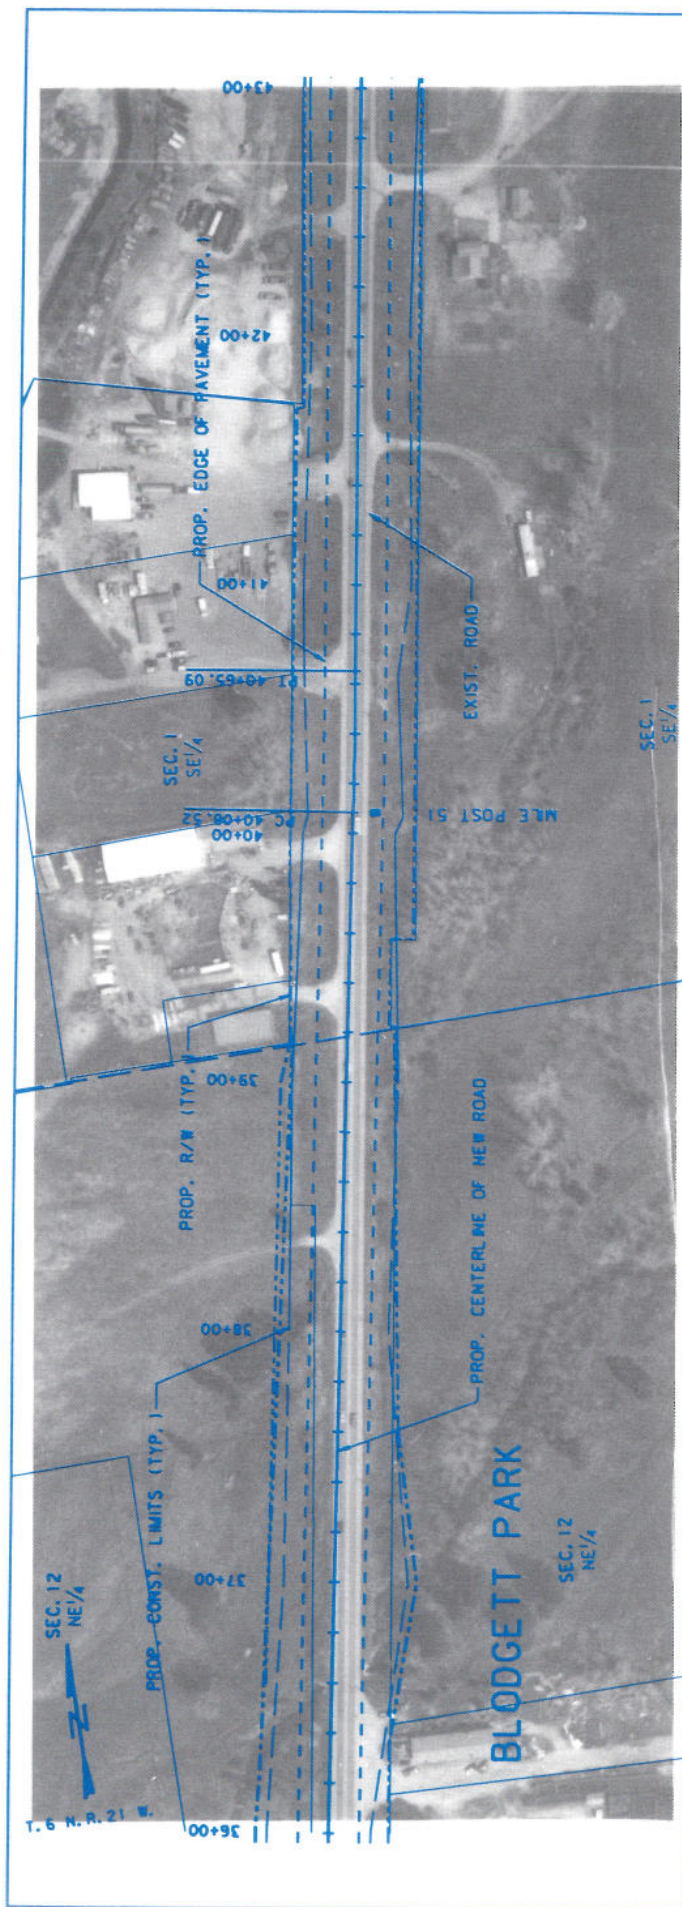 43+00
42+00
PROP. EDGE OF PAVEMENT (TYP.)
41+00
PT 40+65.09
EXIST. ROAD
SEC. 1
SE¼
SEC. 1
SE¼
PC 40+08.52
40+00
MILE POST 51
PROP. R/W (TYP.)
39+00
PROP. CENTERLINE OF NEW ROAD
38+00
PROP. CONST. LIMITS (TYP.)
37+00
BLODGETT PARK
SEC. 12
NE¼
SEC. 12
NE¼
N
T. 6 N. R. 21 W.
36+00